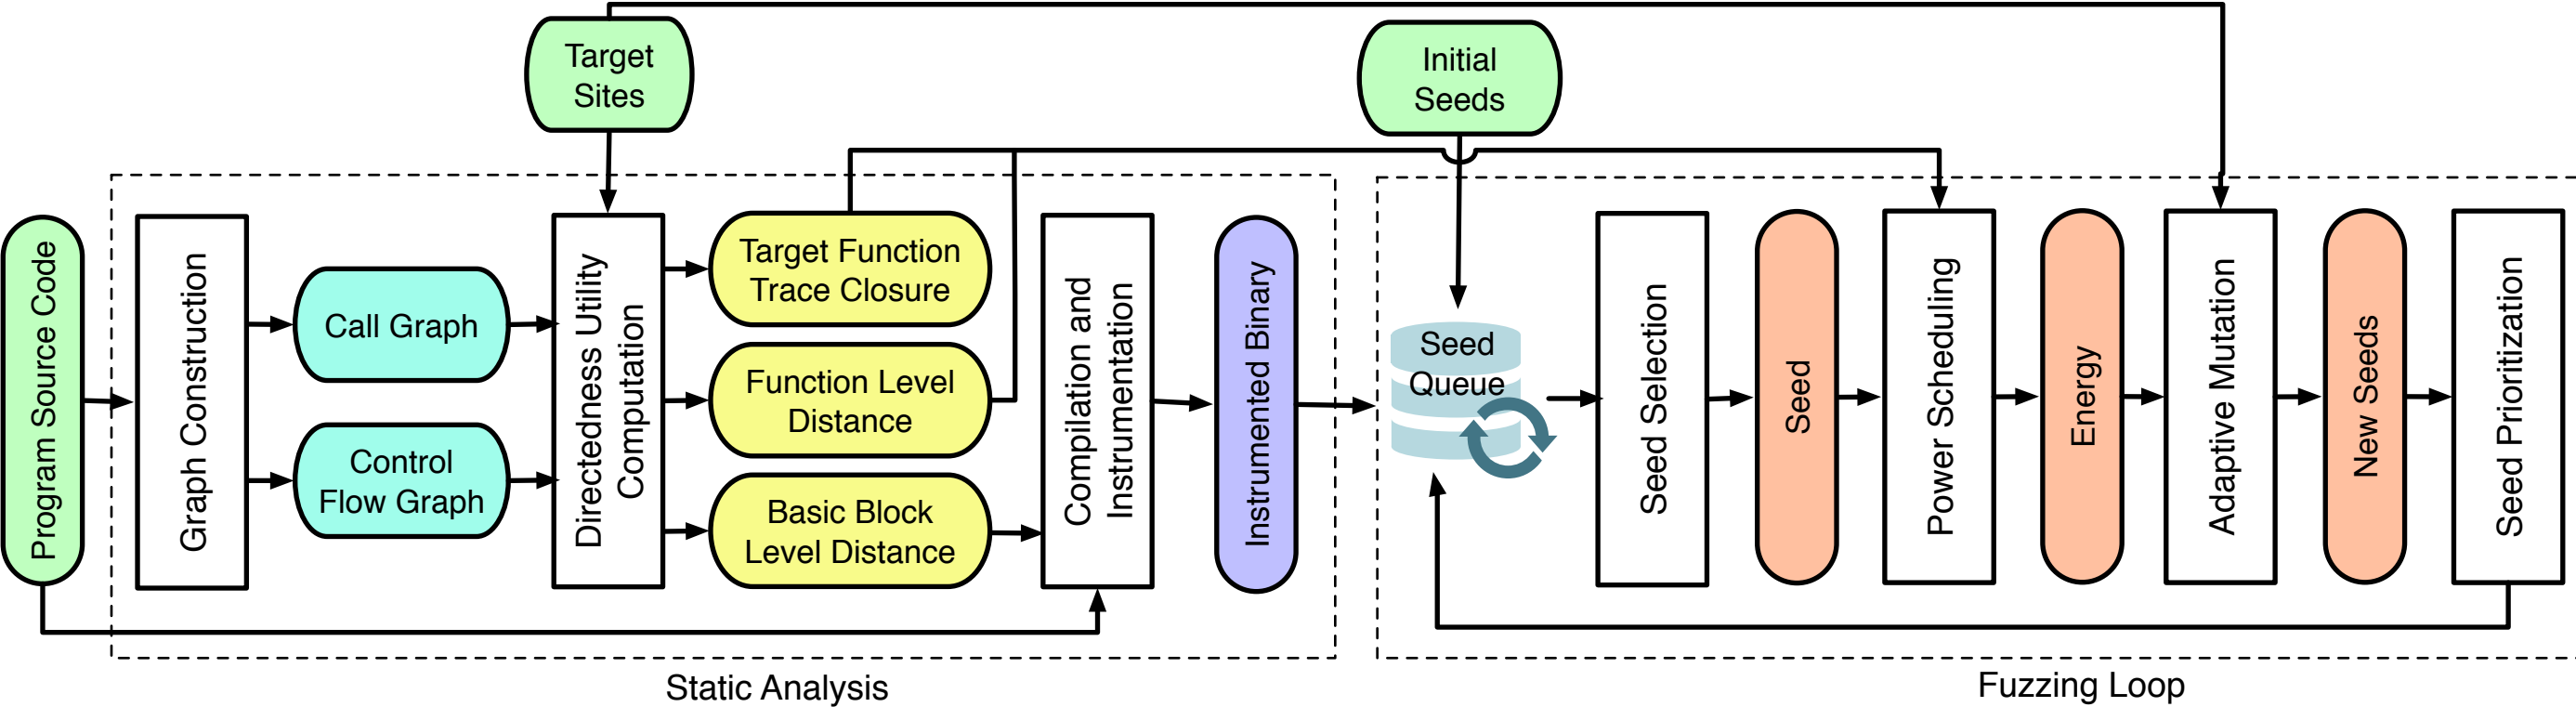 Target
Sites
Initial
Seeds
Program Source Code
Graph Construction
Call Graph
Control
Flow Graph
Directedness Utility
Computation
Target Function
Trace Closure
Function Level
Distance
Basic Block
Level Distance
Compilation and
Instrumentation
Instrumented Binary
Seed
Queue
Seed Selection
Seed
Power Scheduling
Energy
Adaptive Mutation
New Seeds
Seed Prioritization
Static Analysis
Fuzzing Loop